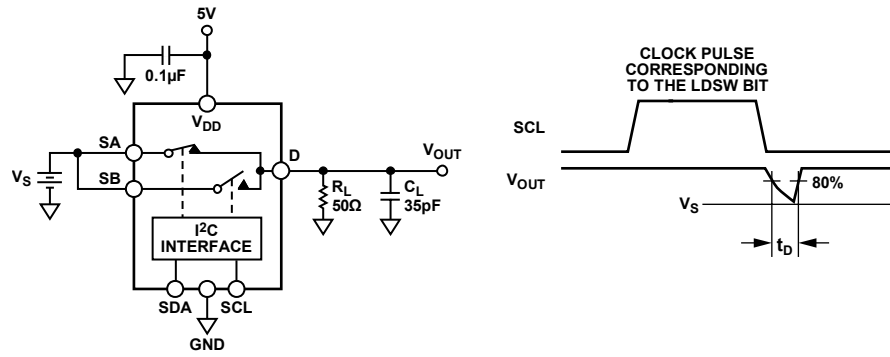 5V
0.1µF
VDD
SA
SB
VS
D
VOUT
RL
50Ω
CL
35pF
I²C
INTERFACE
SDA
SCL
GND
CLOCK PULSE
CORRESPONDING
TO THE LDSW BIT
SCL
VOUT
80%
VS
tD